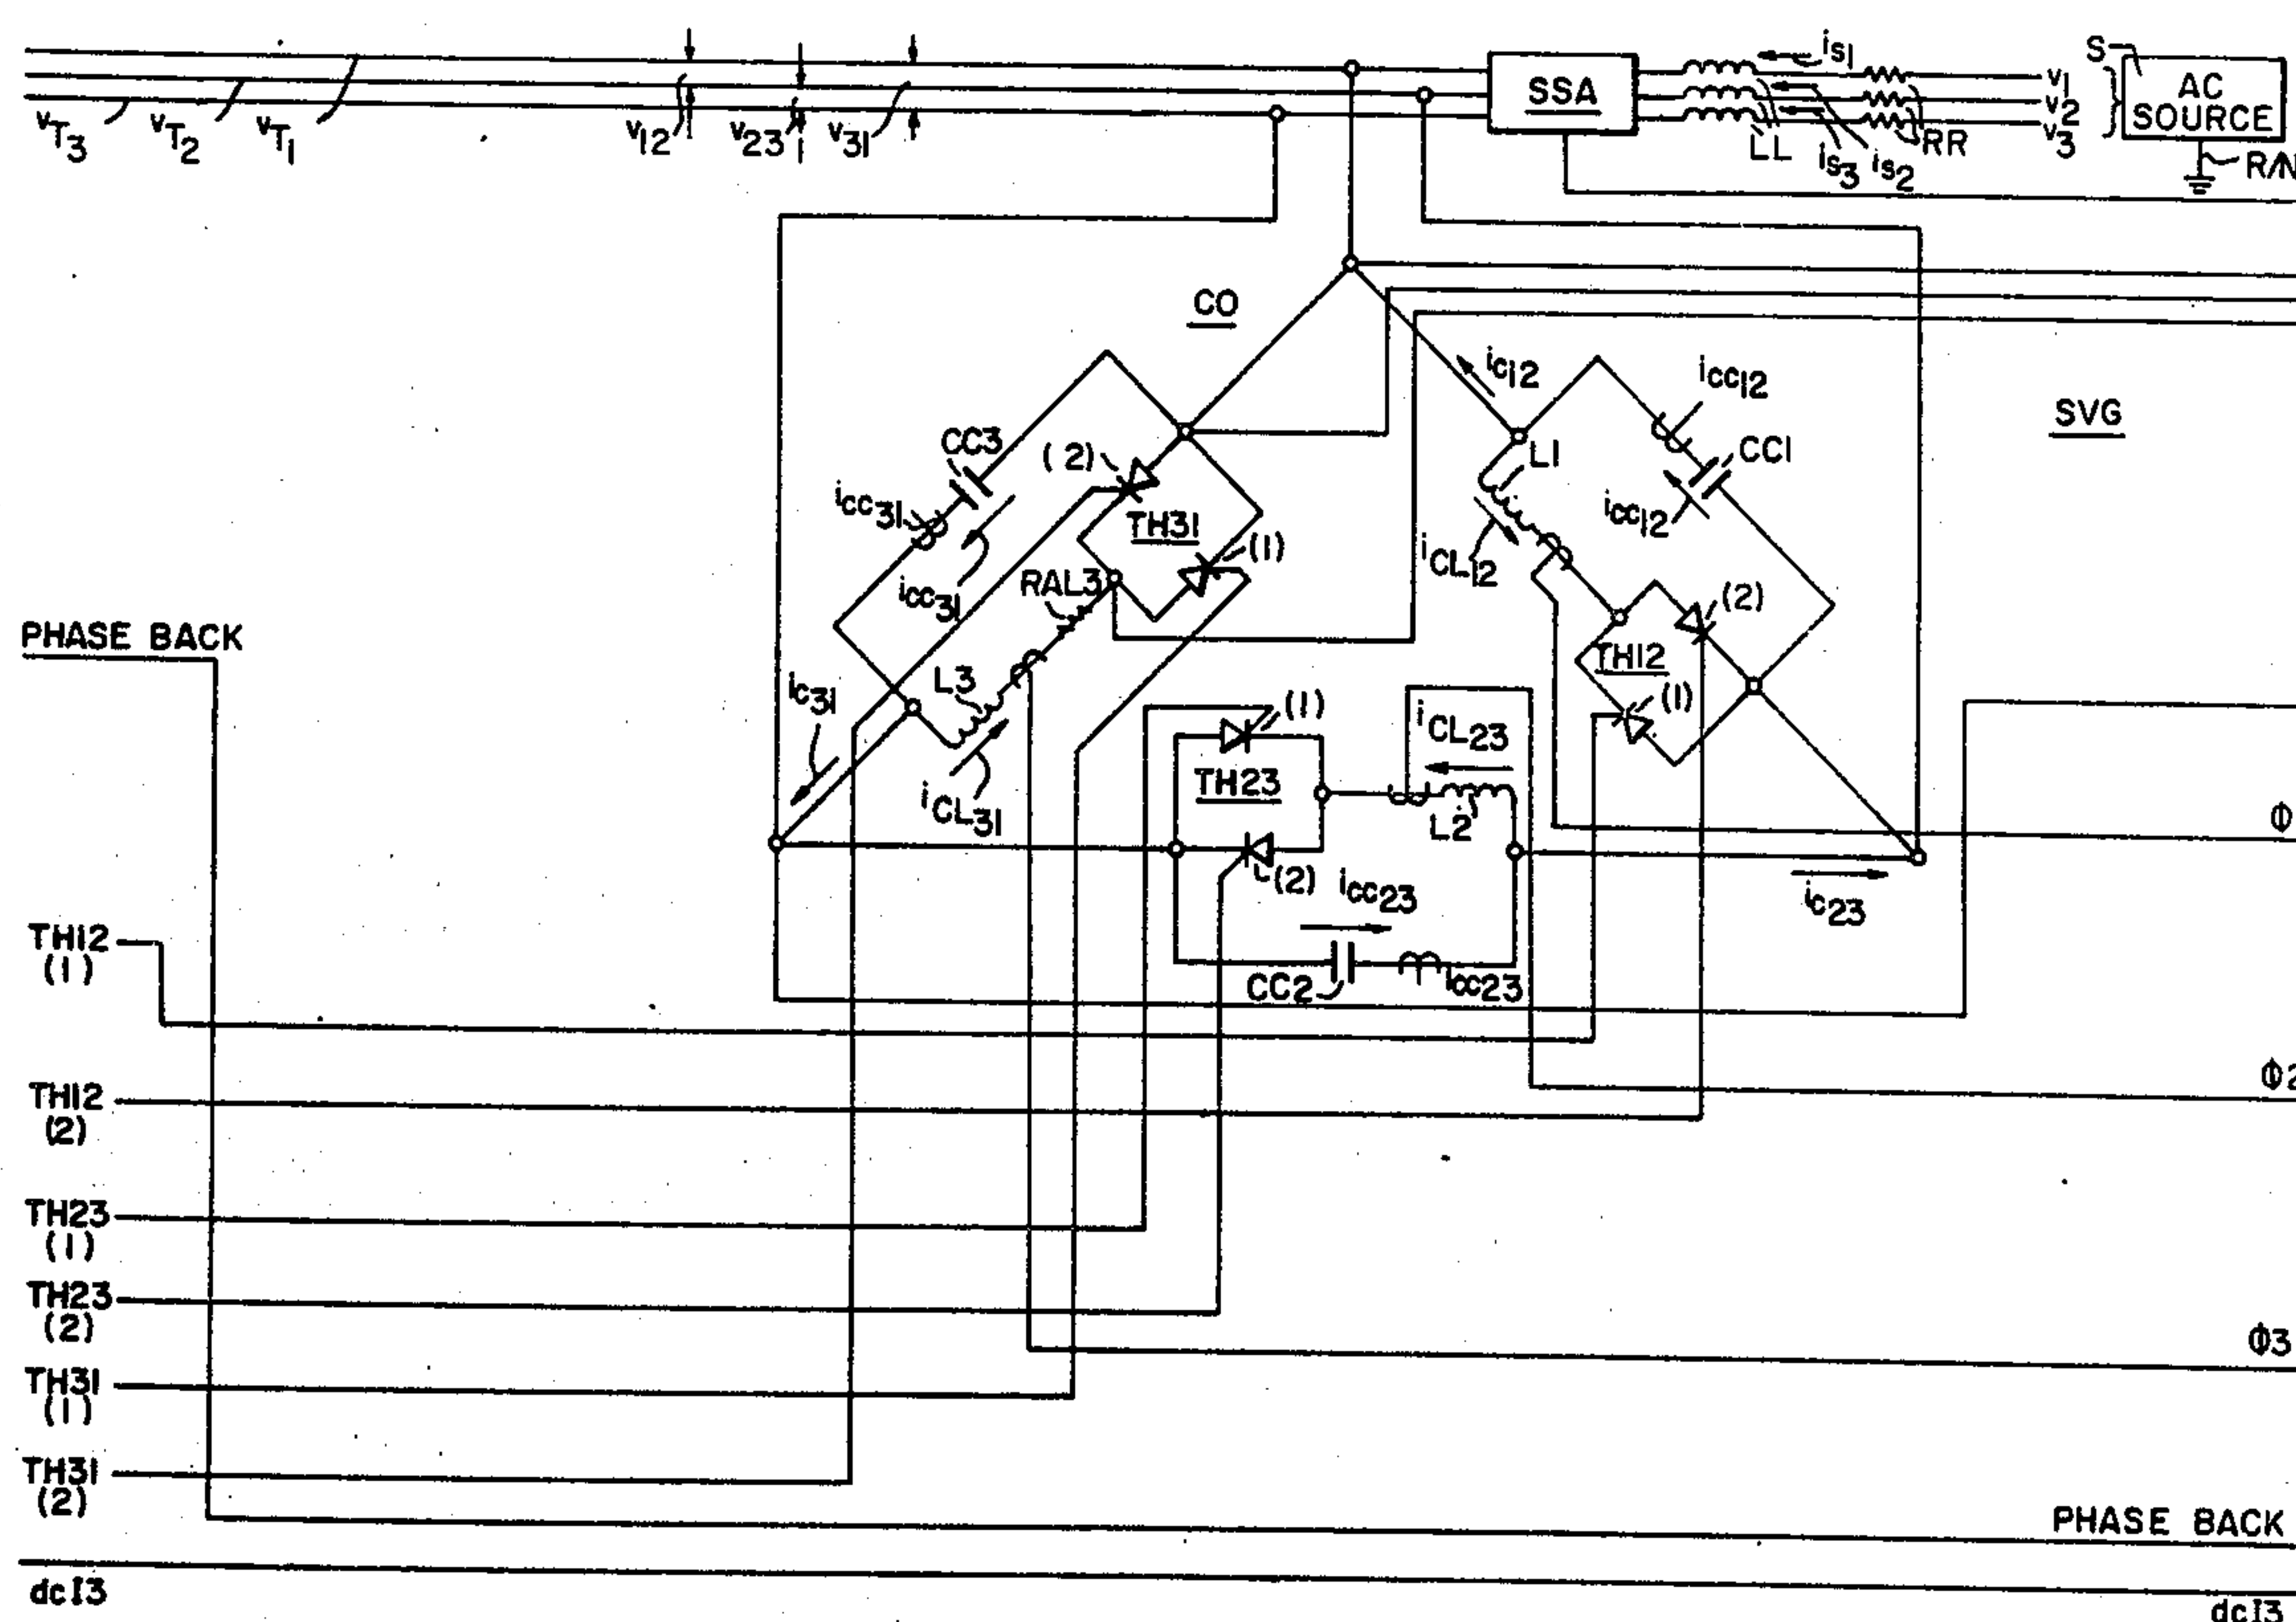 vT3 vT2 vT1
v12 v23 v31
SSA
is1
LL
is3 is2
RR
v1
v2
v3
S
AC
SOURCE
CO
SVG
ic12
icc12
CC1
icc12
L1
iCL12
(2)
TH12
(1)
CC3
(2)
icc31
TH31
(1)
icc31
RAL3
L3
ic31
iCL31
(1)
TH23
iCL23
L2
(2)
icc23
CC2
icc23
ic23
PHASE BACK
TH12
(1)
TH12
(2)
TH23
(1)
TH23
(2)
TH31
(1)
TH31
(2)
Φ
Φ2
Φ3
PHASE BACK
dcI3
dcI3